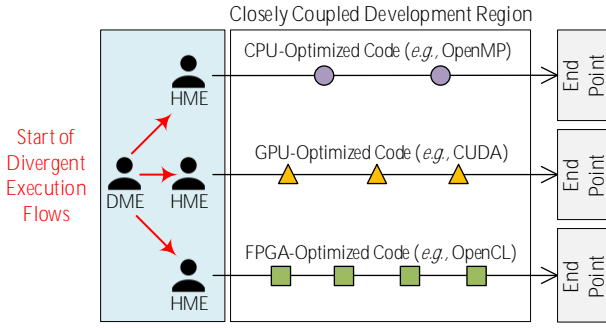 Closely Coupled Development Region
CPU-Optimized Code (e.g., OpenMP)
HME
End
Point
Start of
Divergent
Execution
Flows
DME
HME
GPU-Optimized Code (e.g., CUDA)
End
Point
FPGA-Optimized Code (e.g., OpenCL)
HME
End
Point